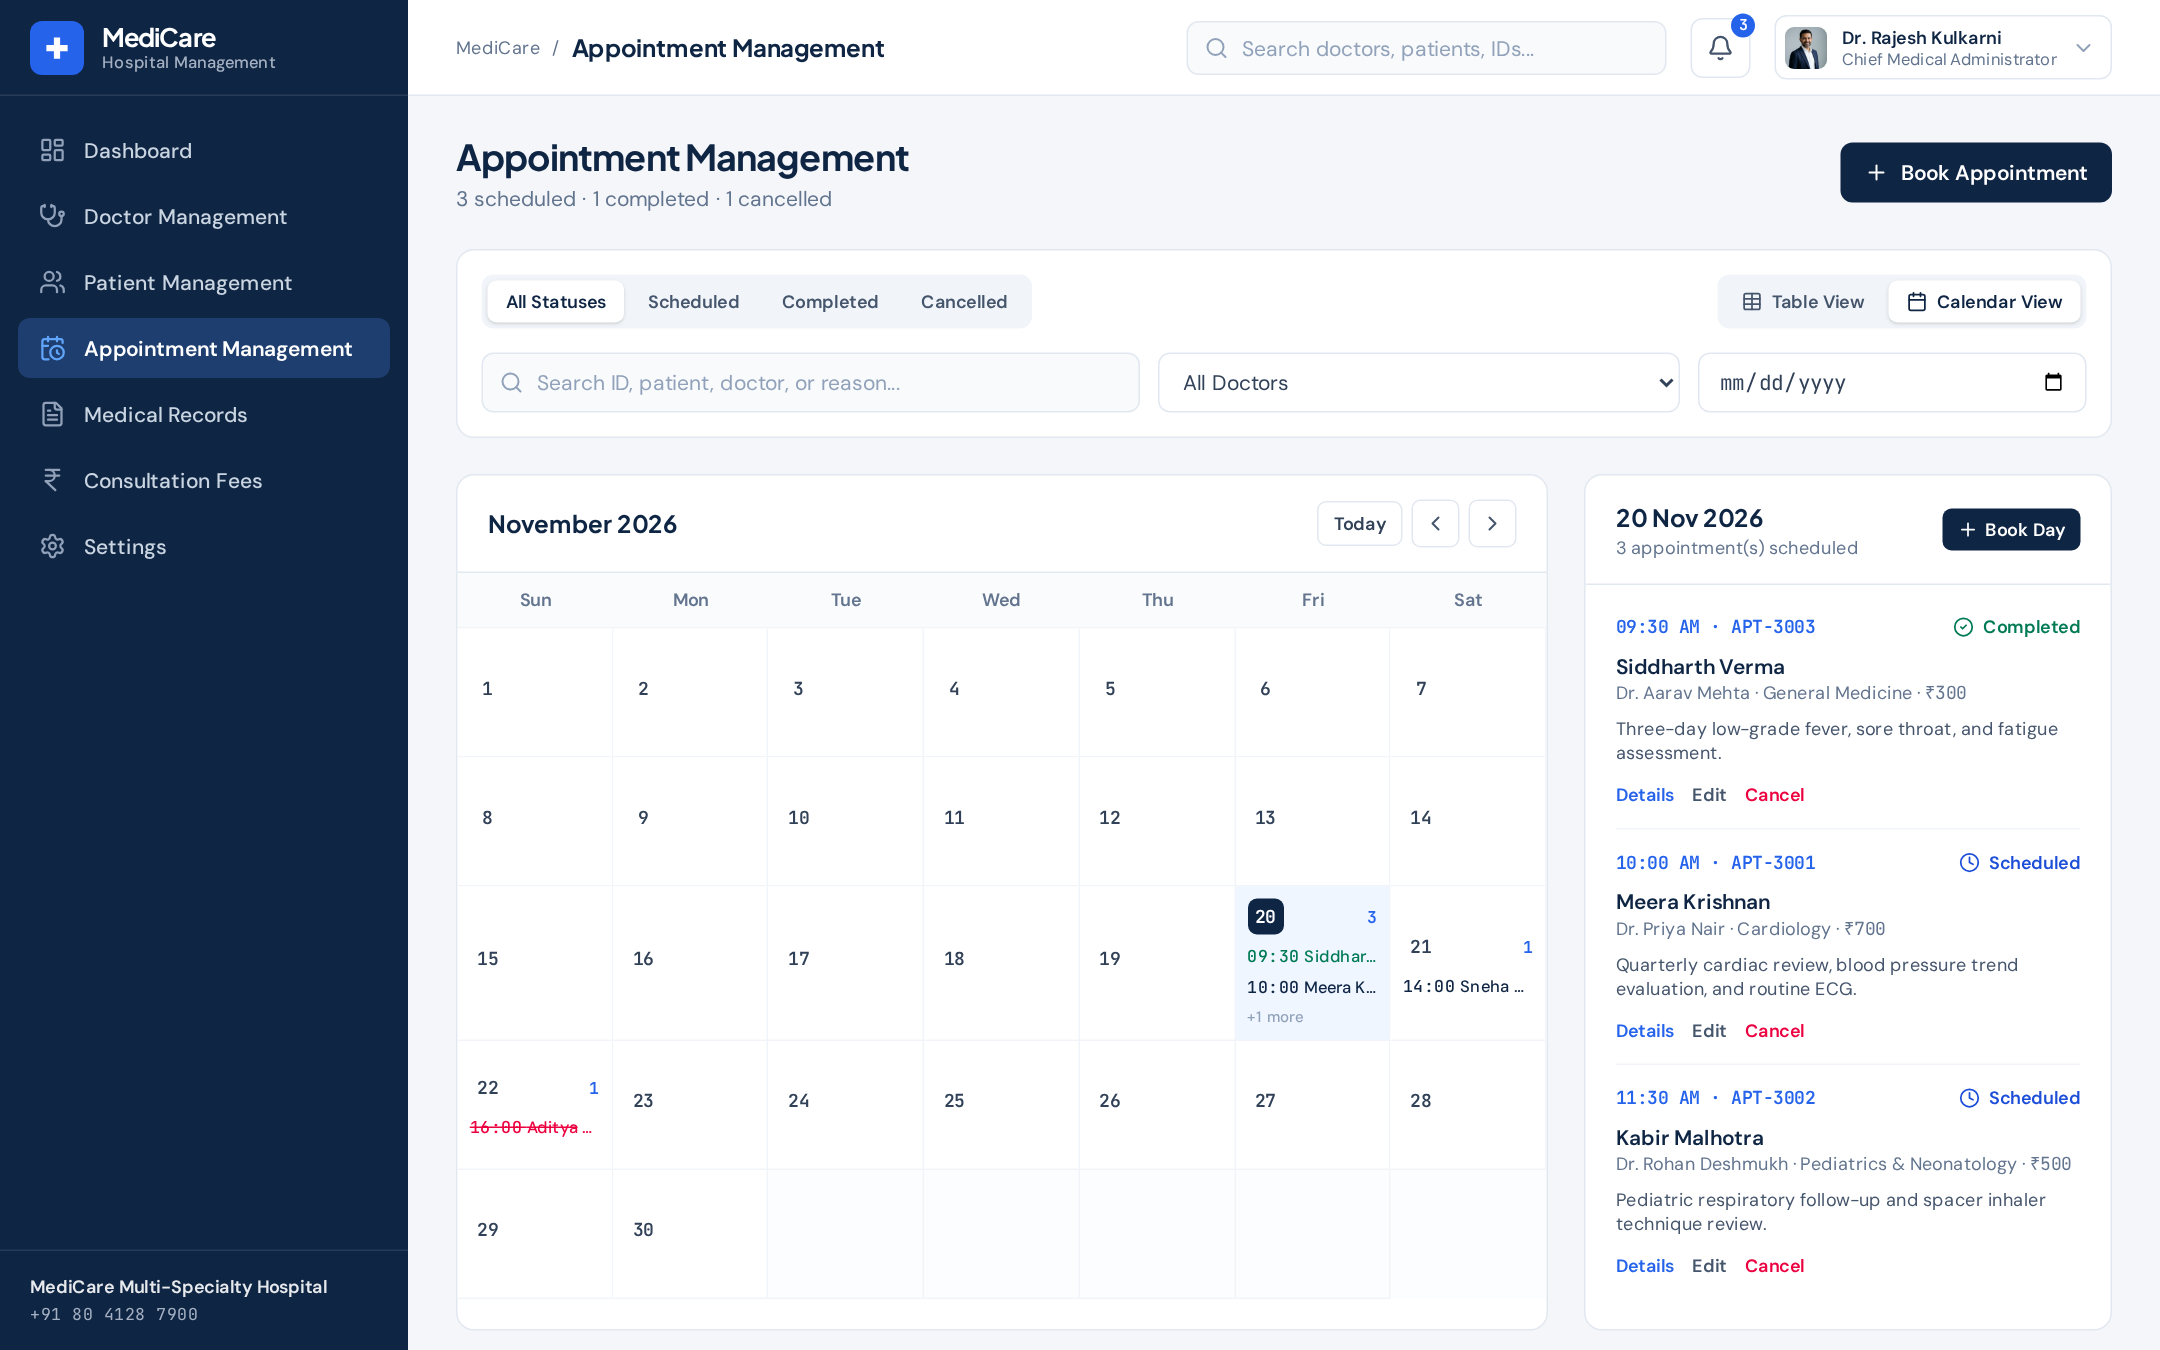 MediCare
Hospital Management
Dashboard
Doctor Management
Patient Management
Appointment Management
Medical Records
Consultation Fees
Settings
MediCare Multi-Specialty Hospital
+91 80 4128 7900
MediCare / Appointment Management
Search doctors, patients, IDs...
3
Dr. Rajesh Kulkarni
Chief Medical Administrator
Appointment Management
3 scheduled · 1 completed · 1 cancelled
+ Book Appointment
All Statuses Scheduled Completed Cancelled
Table View Calendar View
Search ID, patient, doctor, or reason...
All Doctors
mm/dd/yyyy
November 2026
Today
Sun Mon Tue Wed Thu Fri Sat
1 2 3 4 5 6 7
8 9 10 11 12 13 14
15 16 17 18 19
20 3
09:30 Siddhar...
10:00 Meera K...
+1 more
21 1
14:00 Sneha ...
22 1
16:00 Aditya ...
23 24 25 26 27 28
29 30
20 Nov 2026
3 appointment(s) scheduled
+ Book Day
09:30 AM · APT-3003 Completed
Siddharth Verma
Dr. Aarav Mehta · General Medicine · ₹300
Three-day low-grade fever, sore throat, and fatigue
assessment.
Details Edit Cancel
10:00 AM · APT-3001 Scheduled
Meera Krishnan
Dr. Priya Nair · Cardiology · ₹700
Quarterly cardiac review, blood pressure trend
evaluation, and routine ECG.
Details Edit Cancel
11:30 AM · APT-3002 Scheduled
Kabir Malhotra
Dr. Rohan Deshmukh · Pediatrics & Neonatology · ₹500
Pediatric respiratory follow-up and spacer inhaler
technique review.
Details Edit Cancel